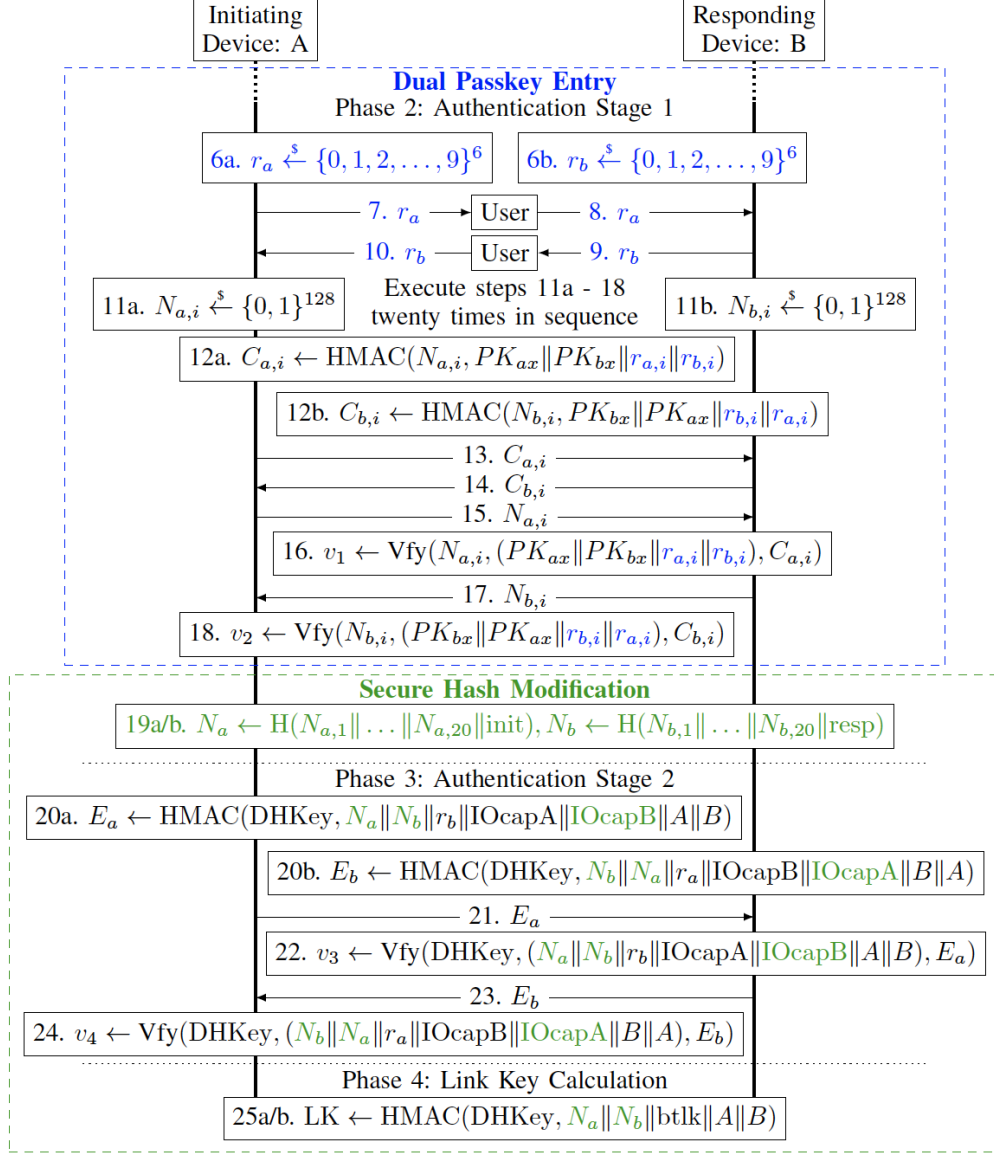 Initiating
Device: A
Responding
Device: B
Dual Passkey Entry
Phase 2: Authentication Stage 1
6a. r_a ←$ {0, 1, 2, …, 9}^6
6b. r_b ←$ {0, 1, 2, …, 9}^6
7. r_a
User
8. r_a
10. r_b
User
9. r_b
11a. N_{a,i} ←$ {0, 1}^{128}
Execute steps 11a - 18
twenty times in sequence
11b. N_{b,i} ←$ {0, 1}^{128}
12a. C_{a,i} ← HMAC(N_{a,i}, PK_{ax}‖PK_{bx}‖r_{a,i}‖r_{b,i})
12b. C_{b,i} ← HMAC(N_{b,i}, PK_{bx}‖PK_{ax}‖r_{b,i}‖r_{a,i})
13. C_{a,i}
14. C_{b,i}
15. N_{a,i}
16. v_1 ← Vfy(N_{a,i}, (PK_{ax}‖PK_{bx}‖r_{a,i}‖r_{b,i}), C_{a,i})
17. N_{b,i}
18. v_2 ← Vfy(N_{b,i}, (PK_{bx}‖PK_{ax}‖r_{b,i}‖r_{a,i}), C_{b,i})
Secure Hash Modification
19a/b. N_a ← H(N_{a,1}‖…‖N_{a,20}‖init), N_b ← H(N_{b,1}‖…‖N_{b,20}‖resp)
Phase 3: Authentication Stage 2
20a. E_a ← HMAC(DHKey, N_a‖N_b‖r_b‖IOcapA‖IOcapB‖A‖B)
20b. E_b ← HMAC(DHKey, N_b‖N_a‖r_a‖IOcapB‖IOcapA‖B‖A)
21. E_a
22. v_3 ← Vfy(DHKey, (N_a‖N_b‖r_b‖IOcapA‖IOcapB‖A‖B), E_a)
23. E_b
24. v_4 ← Vfy(DHKey, (N_b‖N_a‖r_a‖IOcapB‖IOcapA‖B‖A), E_b)
Phase 4: Link Key Calculation
25a/b. LK ← HMAC(DHKey, N_a‖N_b‖btlk‖A‖B)